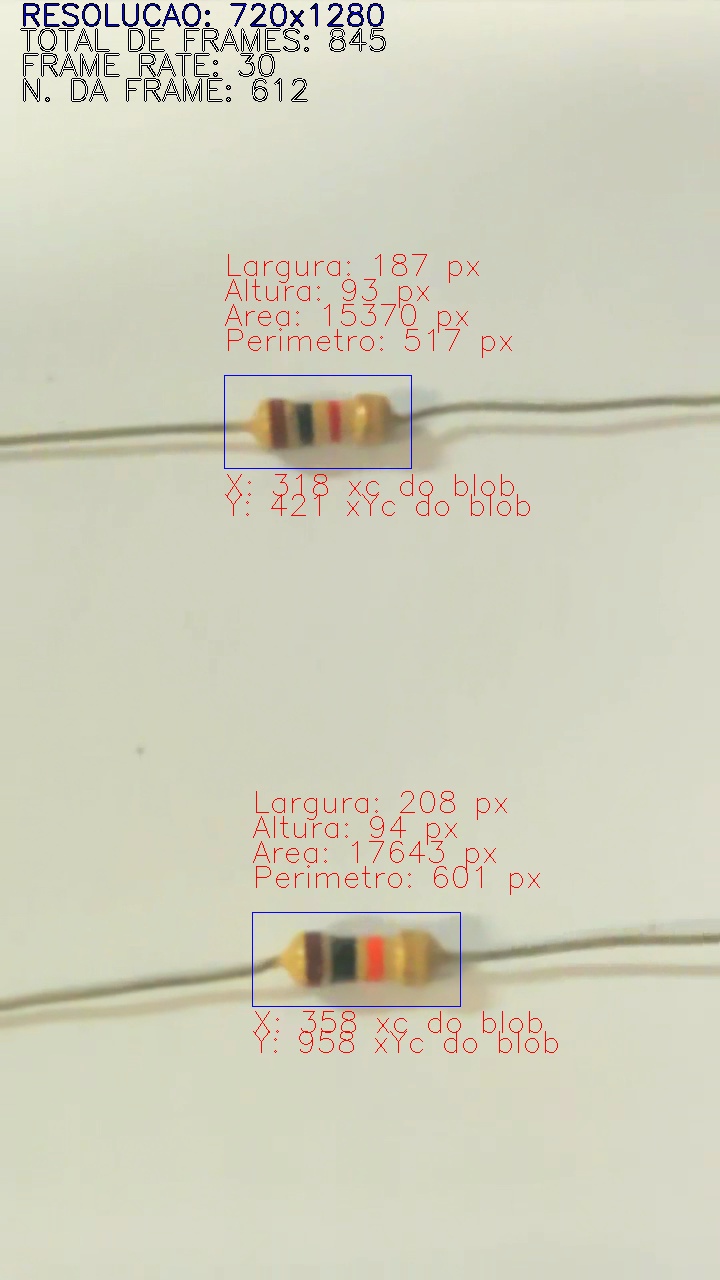 RESOLUCAO: 720x1280
TOTAL DE FRAMES: 845
FRAME RATE: 30
N. DA FRAME: 612
Largura: 187 px
Altura: 93 px
Area: 15370 px
Perimetro: 517 px
X: 318 xc do blob
Y: 421 xYc do blob
Largura: 208 px
Altura: 94 px
Area: 17643 px
Perimetro: 601 px
X: 358 xc do blob
Y: 958 xYc do blob